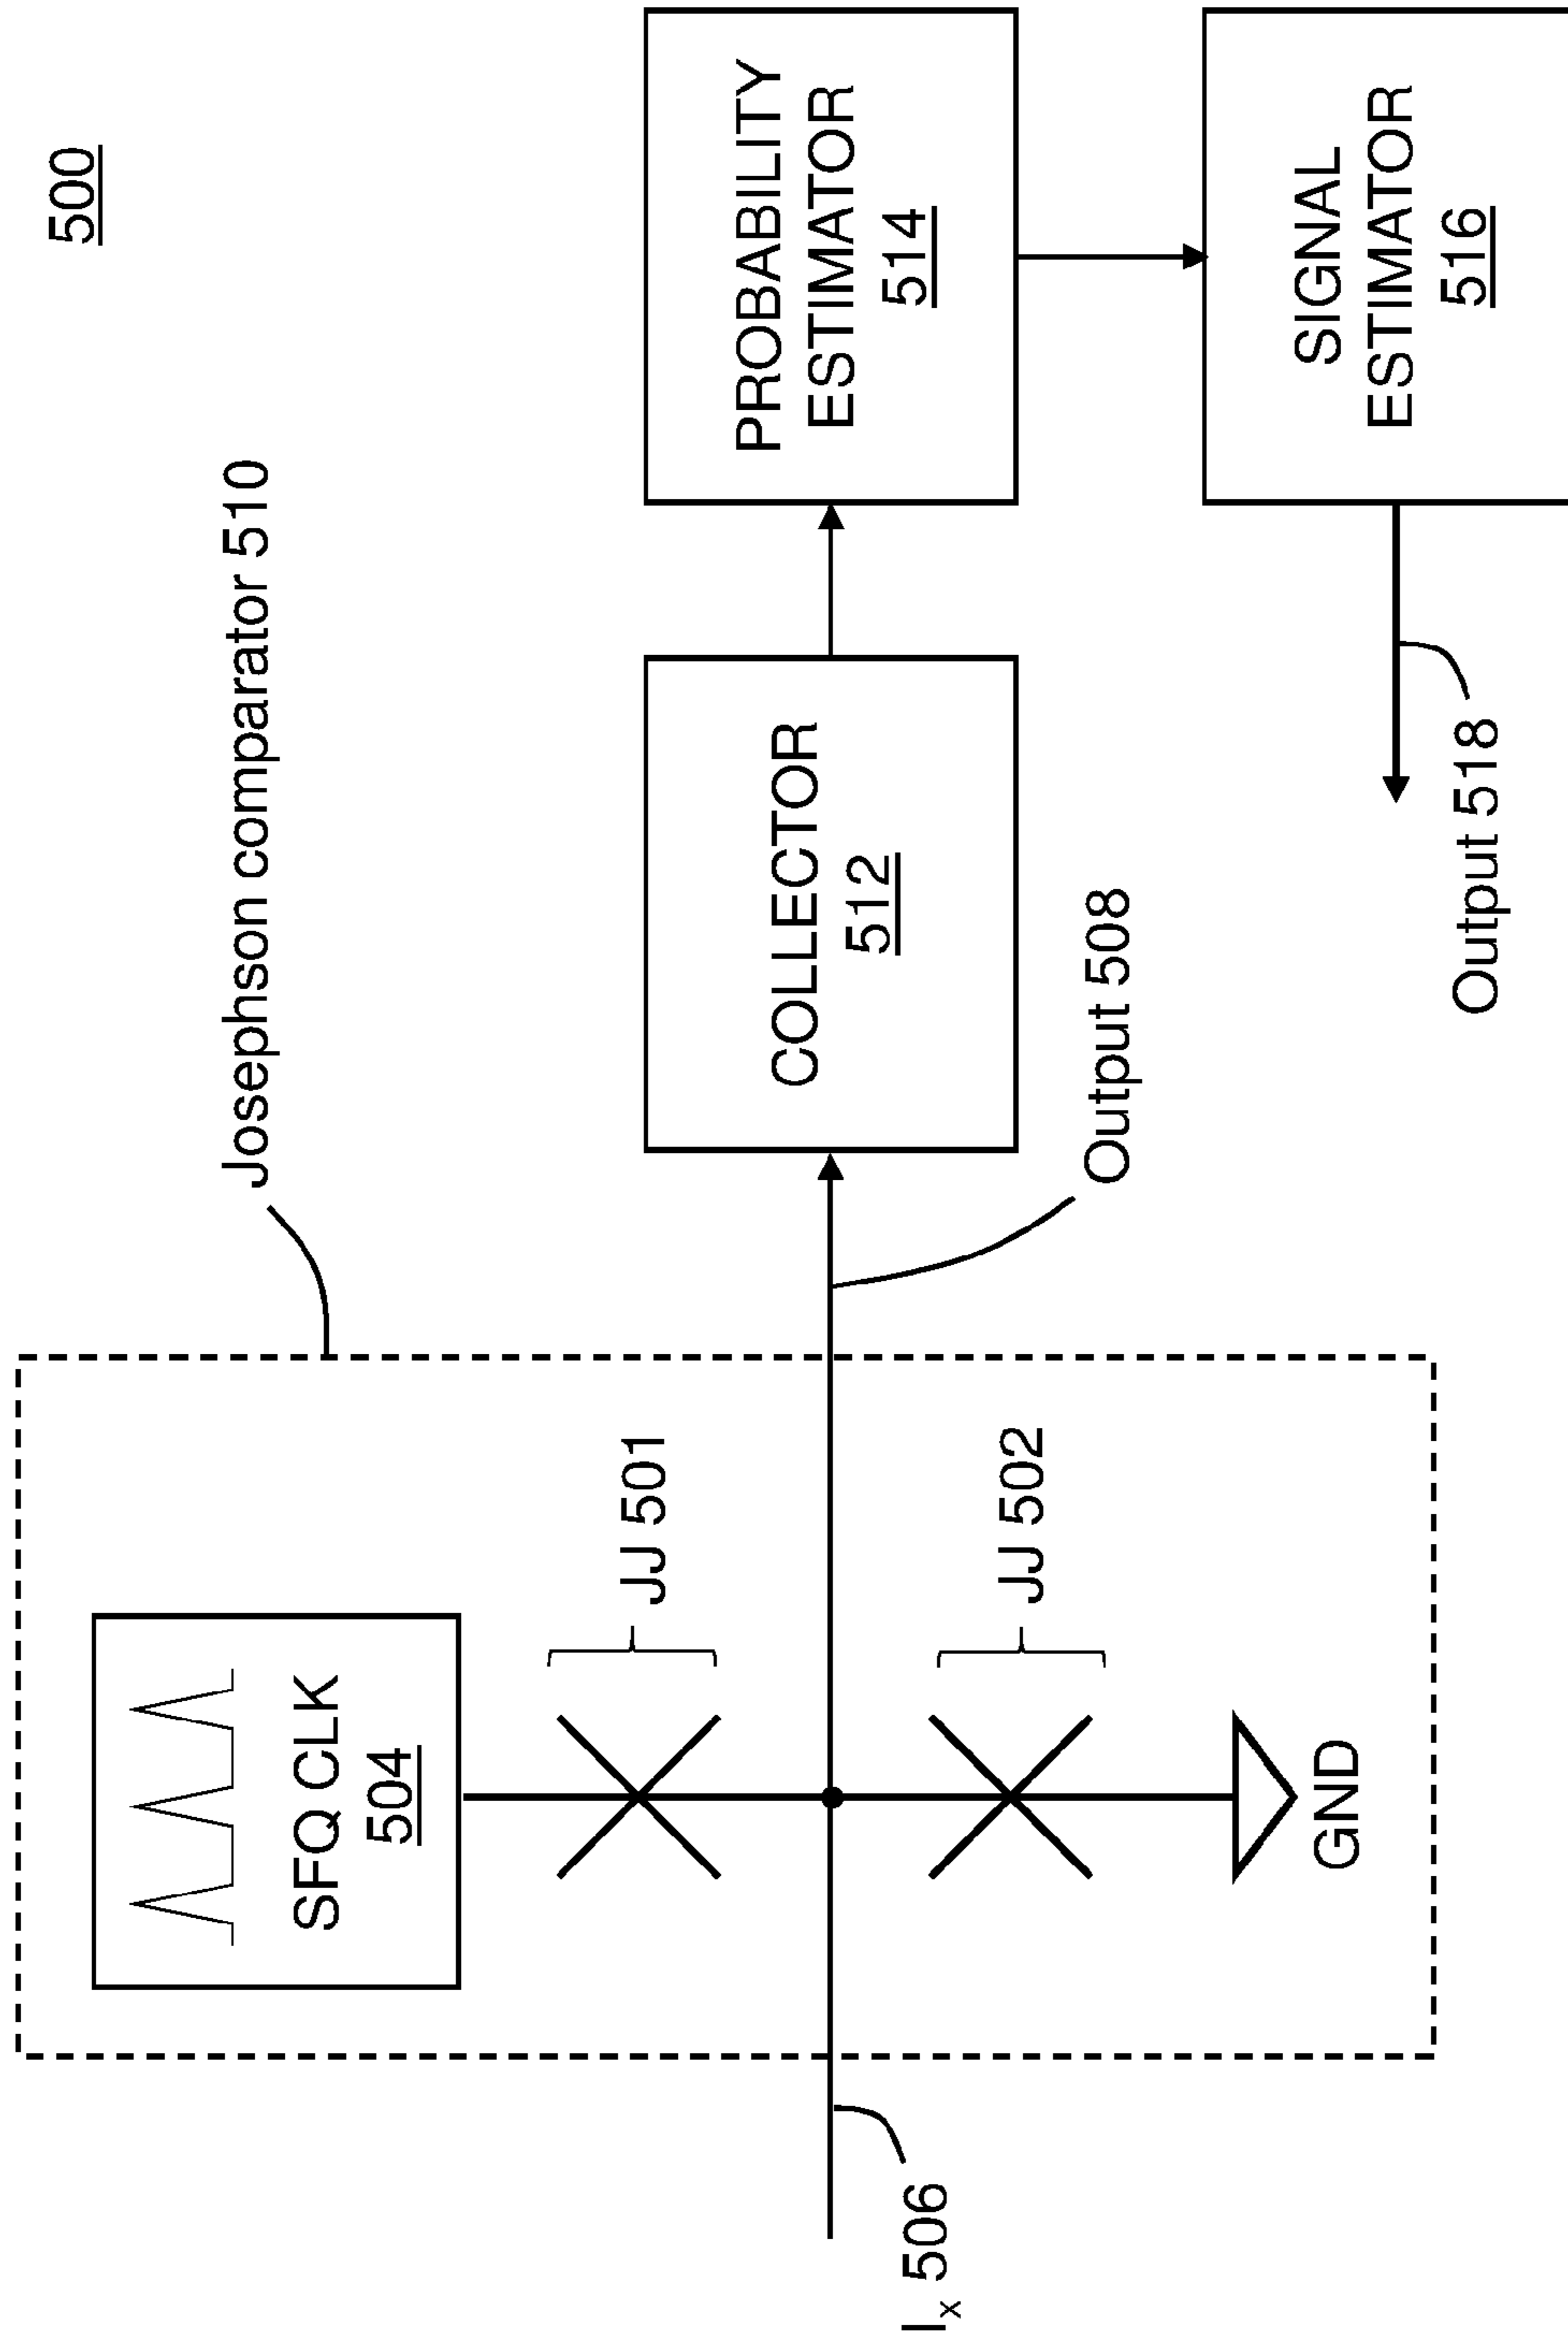 500
Josephson comparator 510
SFQ CLK
504
JJ 501
JJ 502
GND
Iₓ 506
Output 508
COLLECTOR
512
PROBABILITY
ESTIMATOR
514
SIGNAL
ESTIMATOR
516
Output 518